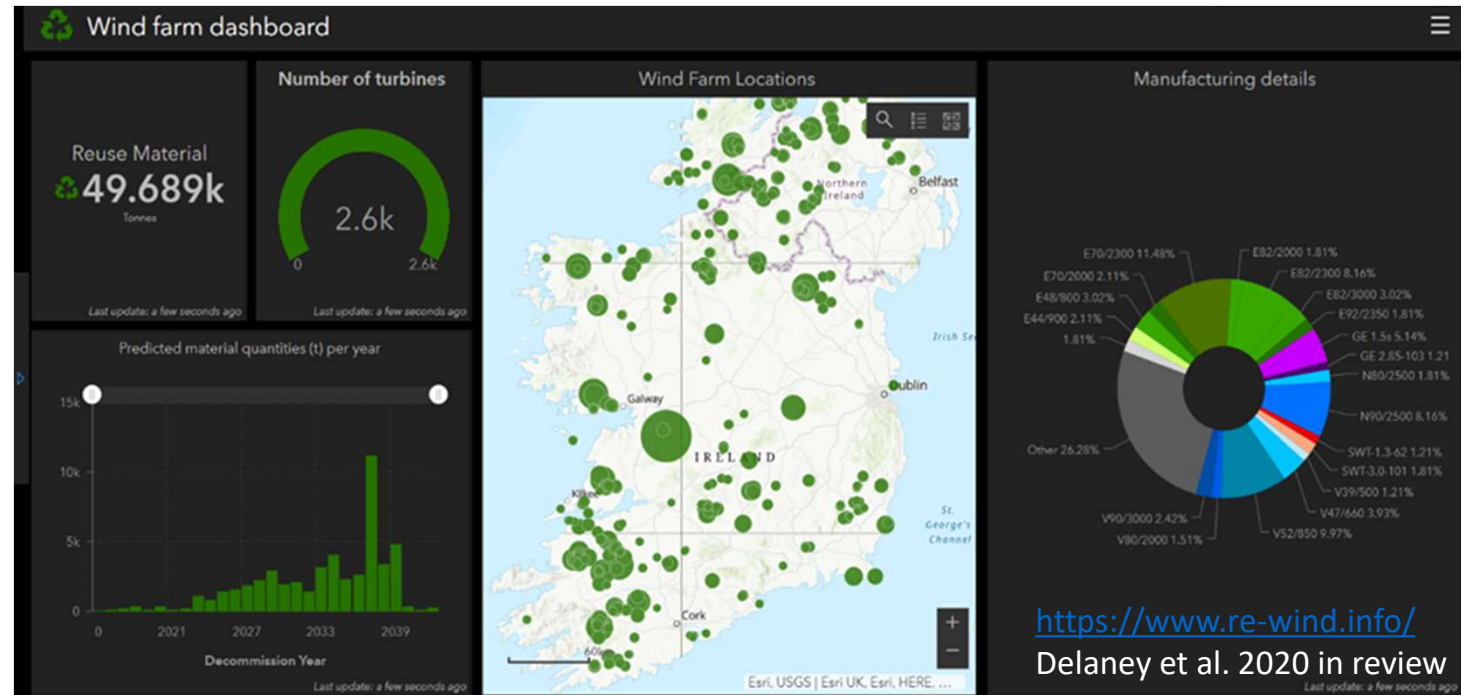 Wind farm dashboard
Reuse Material
49.689k
Tonnes
Last update: a few seconds ago
Number of turbines
2.6k
0
2.6k
Last update: a few seconds ago
Predicted material quantities (t) per year
15k
10k
5k
0
0
2021
2027
2033
2039
Decommission Year
Last update: a few seconds ago
Wind Farm Locations
Northern
Ireland
Belfast
Irish Se
Dublin
Galway
IRELAND
Kilkee
St.
George's
Channel
Cork
60km
+
−
Esri, USGS | Esri UK, Esri, HERE, ...
Manufacturing details
E70/2300 11.48%
E82/2000 1.81%
E70/2000 2.11%
E82/2300 8.16%
E48/800 3.02%
E82/3000 3.02%
E44/900 2.11%
E92/2350 1.81%
1.81%
GE 1.5s 5.14%
GE 2.85-103 1.21
N80/2500 1.81%
N90/2500 8.16%
Other 26.28%
SWT-1.3-62 1.21%
SWT-3.0-101 1.81%
V39/500 1.21%
V47/660 3.93%
V90/3000 2.42%
V52/850 9.97%
V80/2000 1.51%
https://www.re-wind.info/
Delaney et al. 2020 in review
Last update: a few seconds ago